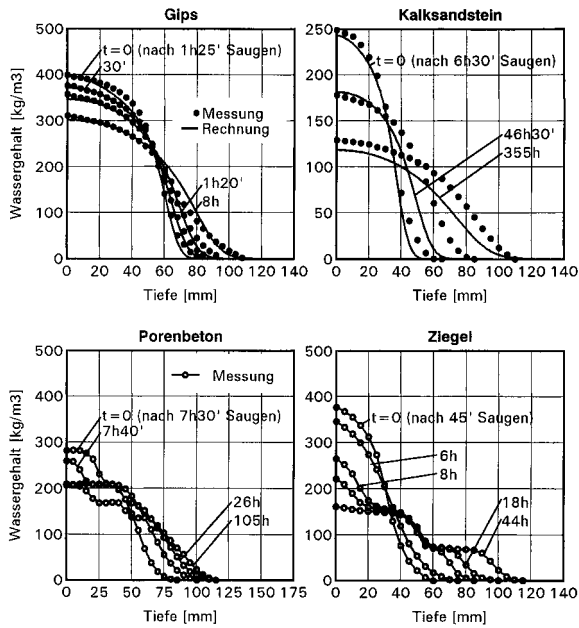 Gips
Wassergehalt [kg/m3]
500
400
300
200
100
0
t=0 (nach 1h25' Saugen)
30'
Messung
Rechnung
1h20'
8h
0 20 40 60 80 100 120 140
Tiefe [mm]
Kalksandstein
250
200
150
100
50
0
t=0 (nach 6h30' Saugen)
46h30'
355h
0 20 40 60 80 100 120 140
Tiefe [mm]
Porenbeton
Wassergehalt [kg/m3]
500
400
300
200
100
0
Messung
t=0 (nach 7h30' Saugen)
7h40'
26h
105h
0 25 50 75 100 125 175
Tiefe [mm]
Ziegel
500
400
300
200
100
0
t=0 (nach 45' Saugen)
6h
8h
18h
44h
0 20 40 60 80 100 120 140
Tiefe [mm]